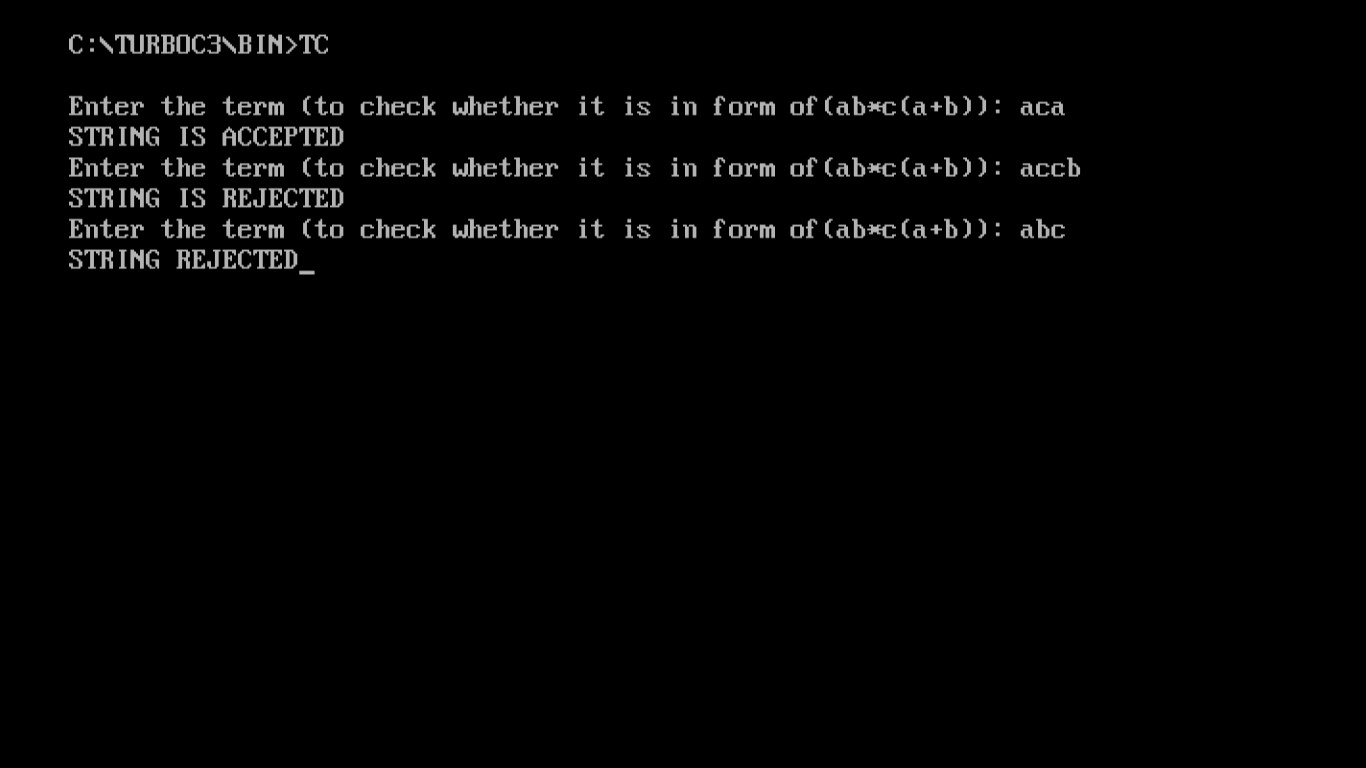 C:\TURBOC3\BIN>TC
Enter the term (to check whether it is in form of(ab*c(a+b)): aca
STRING IS ACCEPTED
Enter the term (to check whether it is in form of(ab*c(a+b)): accb
STRING IS REJECTED
Enter the term (to check whether it is in form of(ab*c(a+b)): abc
STRING REJECTED_